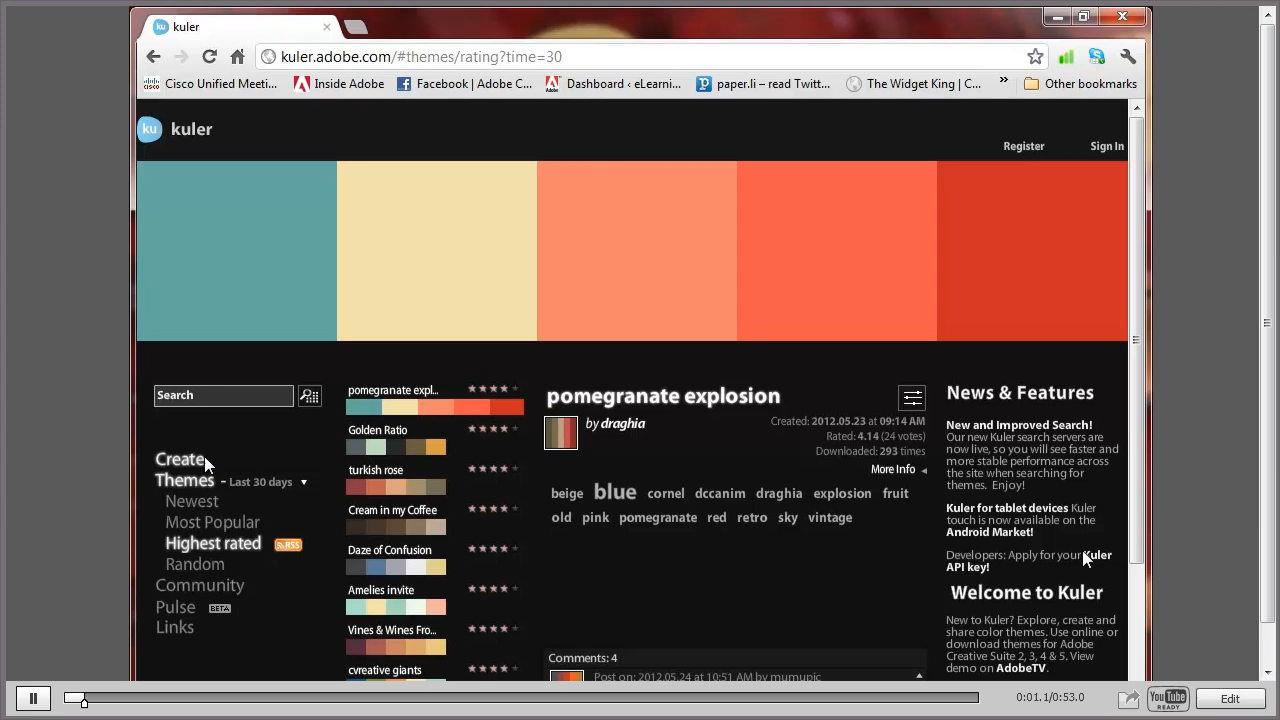 ku kuler
kuler.adobe.com/#themes/rating?time=30
Cisco Unified Meeti... Inside Adobe Facebook | Adobe C... Dashboard ‹ eLearni... paper.li – read Twitt... The Widget King | C... » Other bookmarks
ku kuler
Register Sign In
Search
Create
Themes - Last 30 days
Newest
Most Popular
Highest rated RSS
Random
Community
Pulse BETA
Links
pomegranate expl...
Golden Ratio
turkish rose
Cream in my Coffee
Daze of Confusion
Amelies invite
Vines & Wines Fro...
cvreative giants
pomegranate explosion
by draghia
Created: 2012.05.23 at 09:14 AM
Rated: 4.14 (24 votes)
Downloaded: 293 times
More Info
beige blue cornel dccanim draghia explosion fruit
old pink pomegranate red retro sky vintage
Comments: 4
Post on: 2012.05.24 at 10:51 AM by mumupic
News & Features
New and Improved Search!
Our new Kuler search servers are
now live, so you will see faster and
more stable performance across
the site when searching for
themes. Enjoy!
Kuler for tablet devices Kuler
touch is now available on the
Android Market!
Developers: Apply for your Kuler
API key!
Welcome to Kuler
New to Kuler? Explore, create and
share color themes. Use online or
download themes for Adobe
Creative Suite 2, 3, 4 & 5. View
demo on AdobeTV.
0:01.1/0:53.0
YouTube READY
Edit